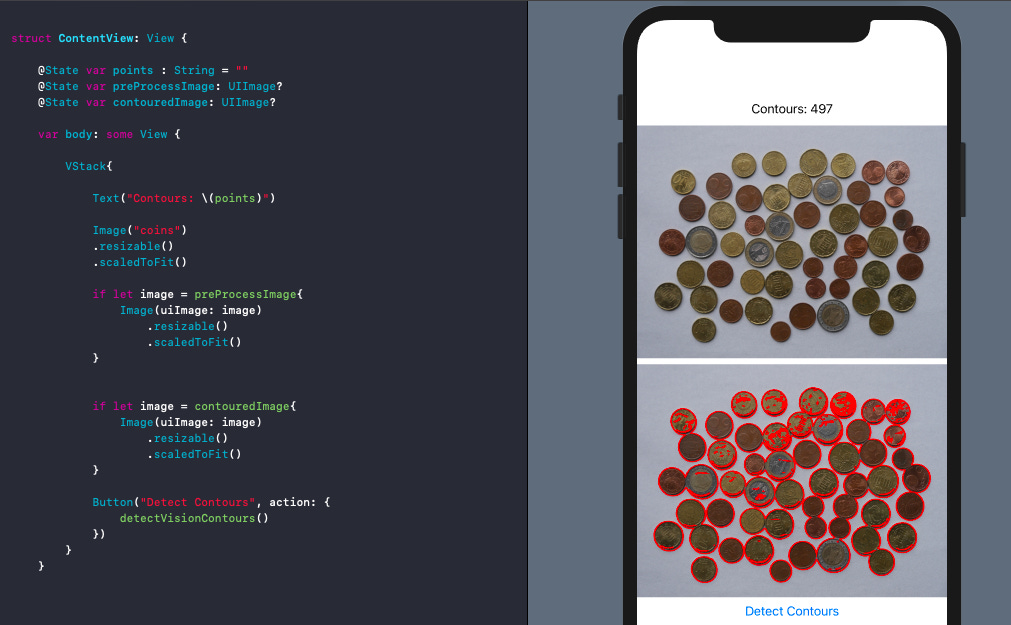 struct ContentView: View {
@State var points : String = ""
@State var preProcessImage: UIImage?
@State var contouredImage: UIImage?
var body: some View {
VStack{
Text("Contours: \(points)")
Image("coins")
.resizable()
.scaledToFit()
if let image = preProcessImage{
Image(uiImage: image)
.resizable()
.scaledToFit()
}
if let image = contouredImage{
Image(uiImage: image)
.resizable()
.scaledToFit()
}
Button("Detect Contours", action: {
detectVisionContours()
})
}
}
Contours: 497
Detect Contours